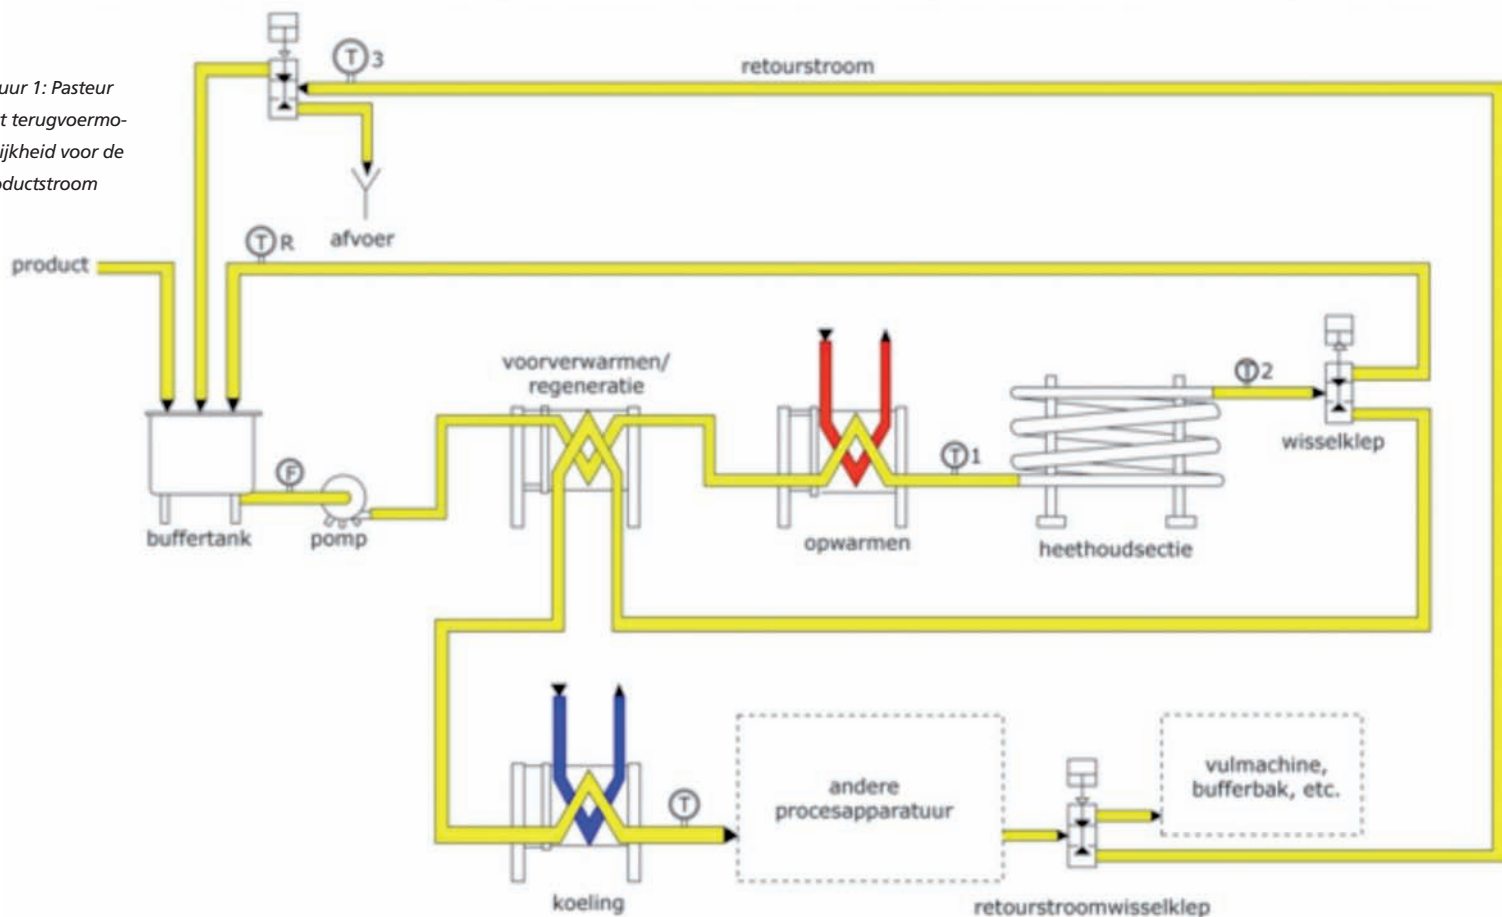 uur 1: Pasteur
t terugvoermo-
ijkheid voor de
oductstroom
T 3
retourstroom
afvoer
T R
product
voorverwarmen/
regeneratie
T 2
wisselklep
T 1
F
buffertank
pomp
opwarmen
heethoudsectie
T
andere
procesapparatuur
vulmachine,
bufferbak, etc.
koeling
retourstroomwisselklep